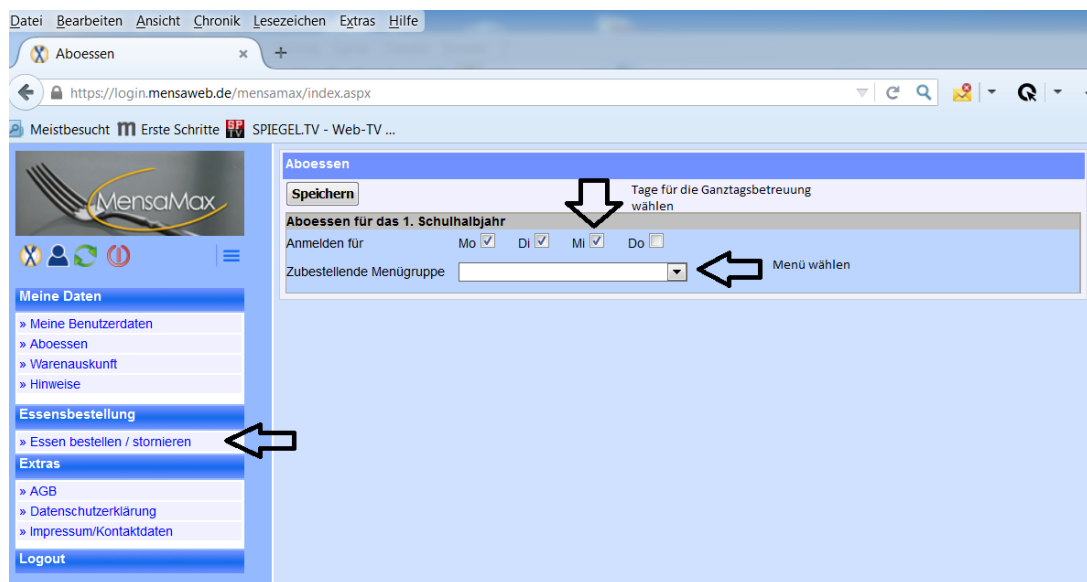 Datei Bearbeiten Ansicht Chronik Lesezeichen Extras Hilfe
Aboessen × +
https://login.mensaweb.de/mensamax/index.aspx
Meistbesucht Erste Schritte SPIEGEL.TV - Web-TV ...
MensaMax
Meine Daten
» Meine Benutzerdaten
» Aboessen
» Warenauskunft
» Hinweise
Essensbestellung
» Essen bestellen / stornieren
Extras
» AGB
» Datenschutzerklärung
» Impressum/Kontaktdaten
Logout
Aboessen
Speichern
Tage für die Ganztagsbetreuung
wählen
Aboessen für das 1. Schulhalbjahr
Anmelden für Mo Di Mi Do
Zubestellende Menügruppe
Menü wählen